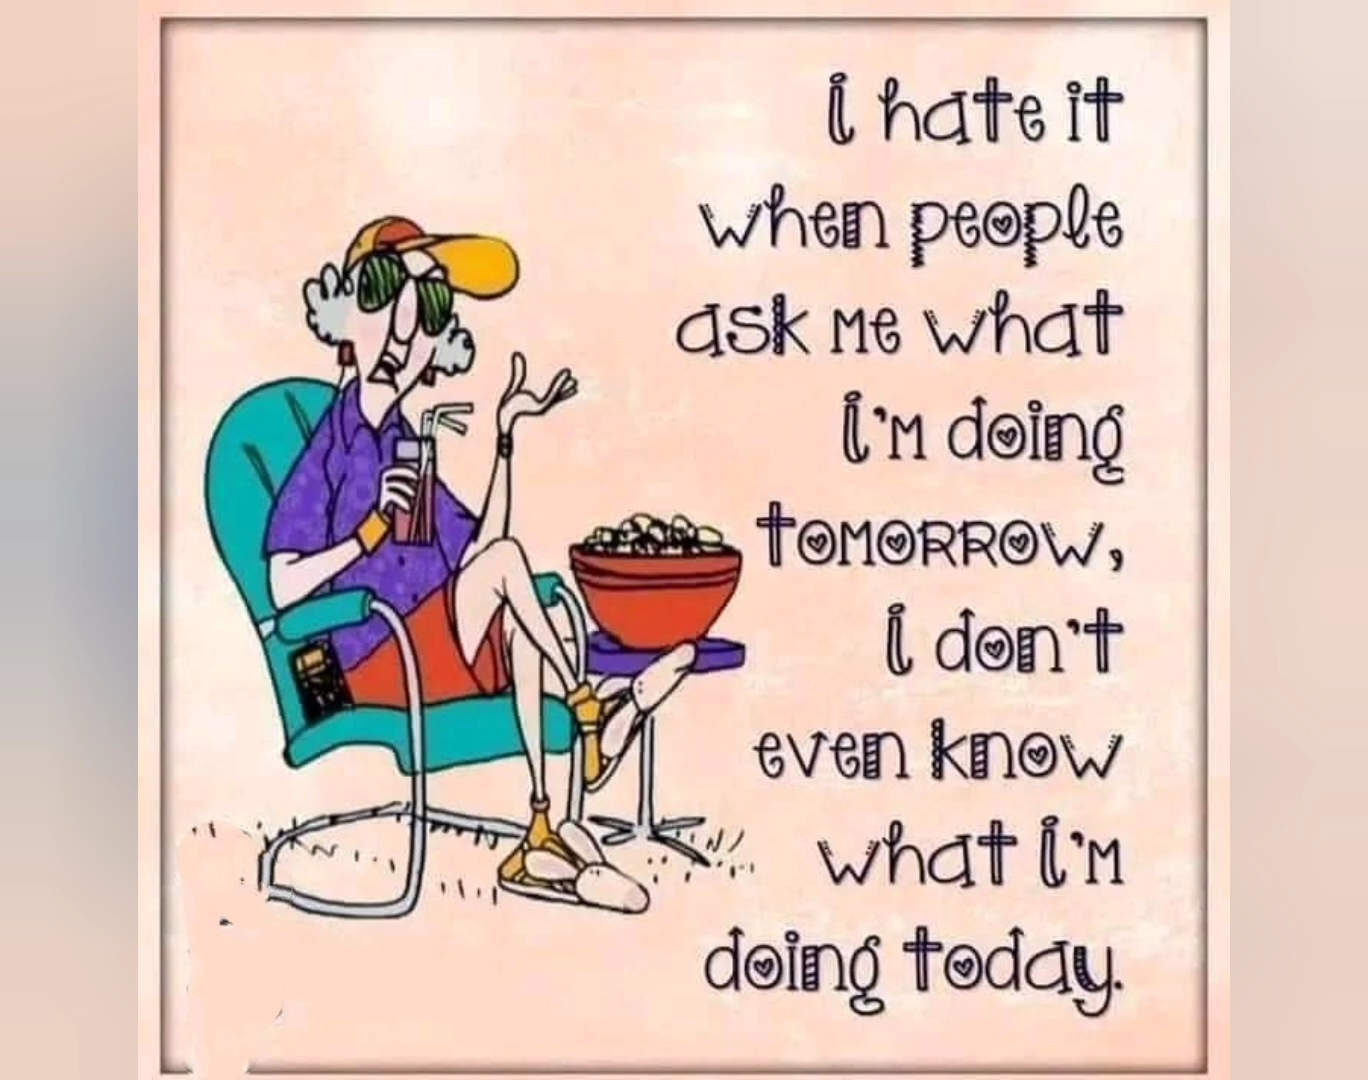 i hate it
when people
ask me what
i'm doing
tomorrow,
i don't
even know
what i'm
doing today.